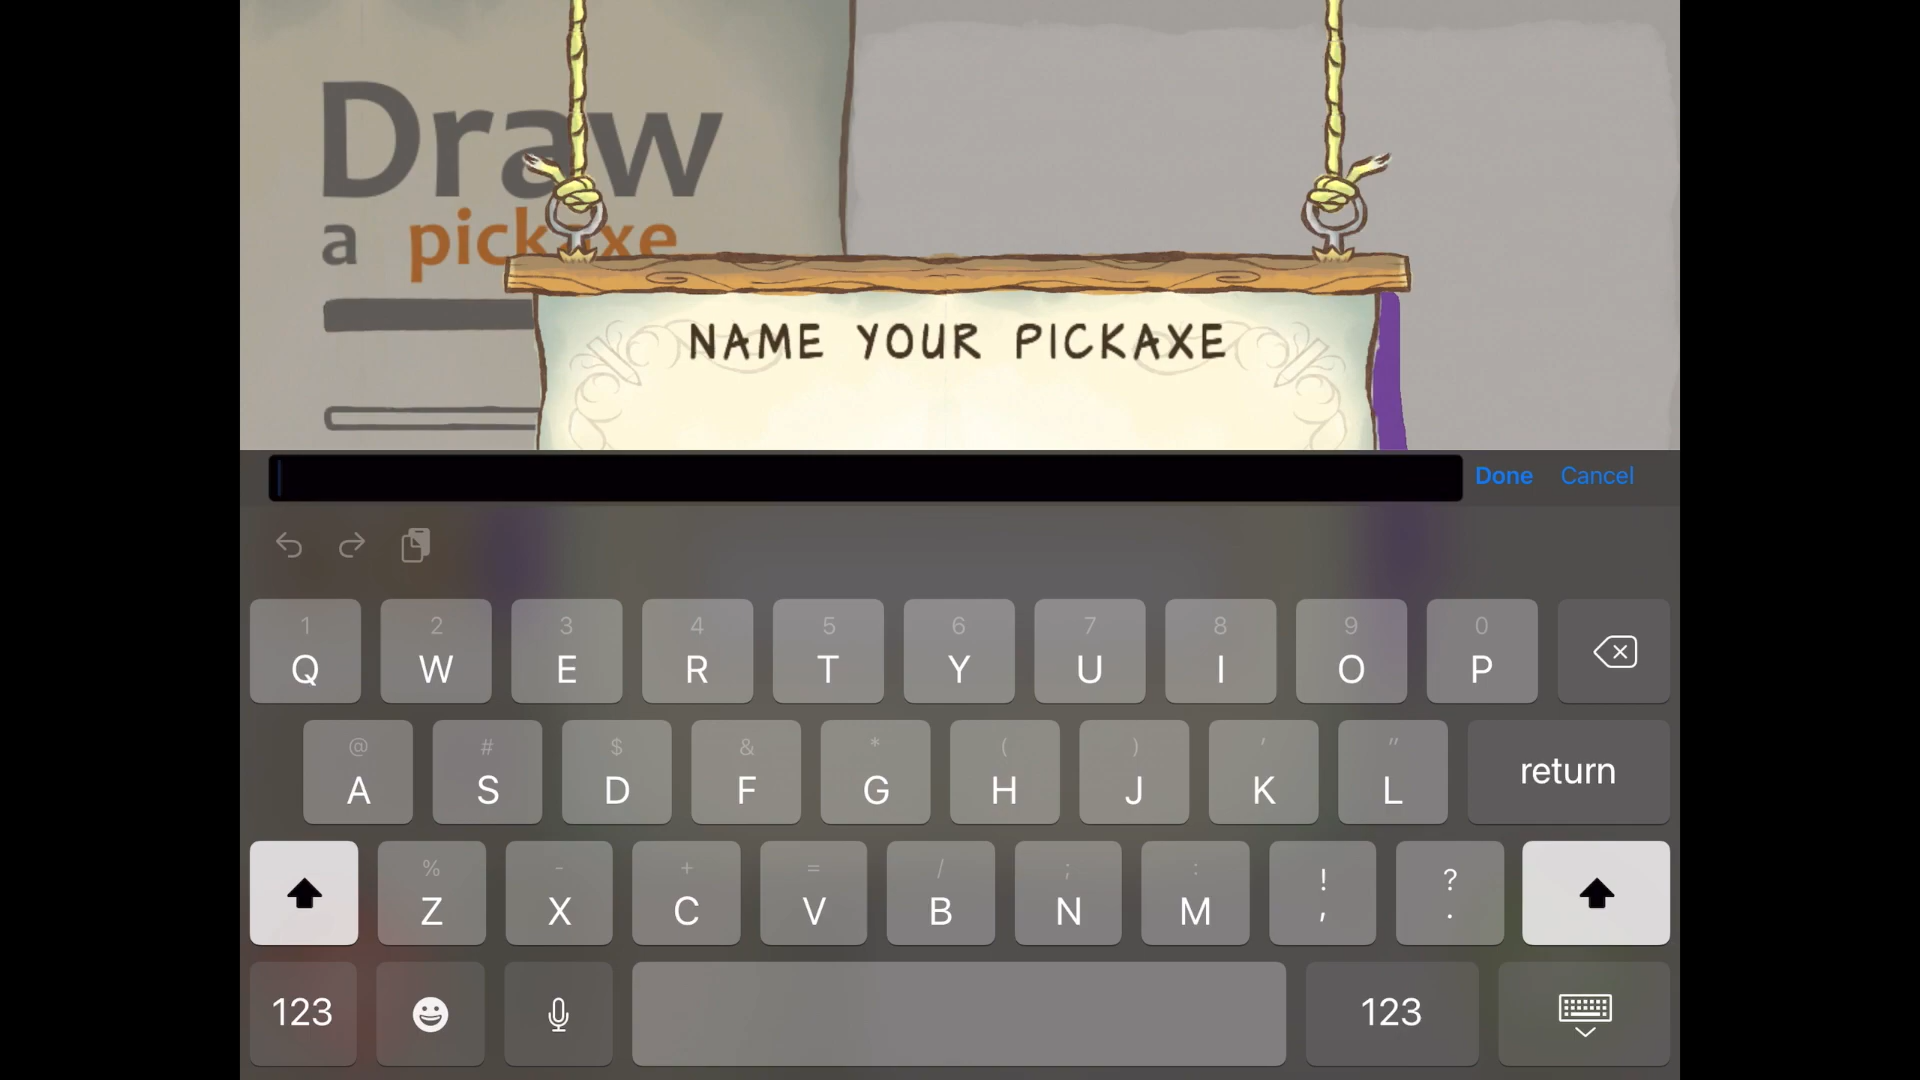 Draw
a pickaxe
NAME YOUR PICKAXE
Done Cancel
1 2 3 4 5 6 7 8 9 0
Q W E R T Y U I O P
@ # $ & * ( ) ' "
A S D F G H J K L return
% - + = / ; : ! ?
Z X C V B N M , .
123 123